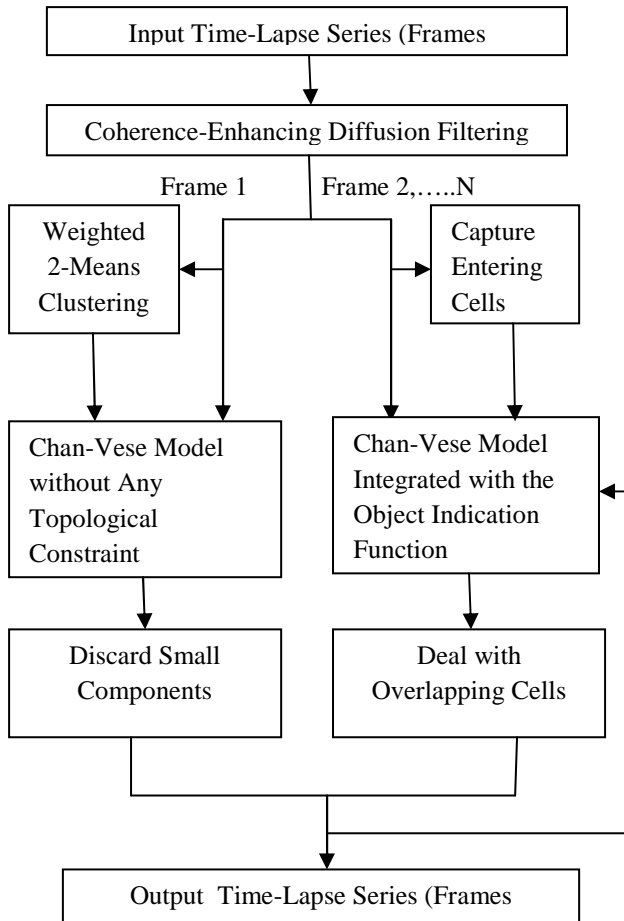 Input Time-Lapse Series (Frames
Coherence-Enhancing Diffusion Filtering
Frame 1
Frame 2,…..N
Weighted
2-Means
Clustering
Capture
Entering
Cells
Chan-Vese Model
without Any
Topological
Constraint
Chan-Vese Model
Integrated with the
Object Indication
Function
Discard Small
Components
Deal with
Overlapping Cells
Output Time-Lapse Series (Frames